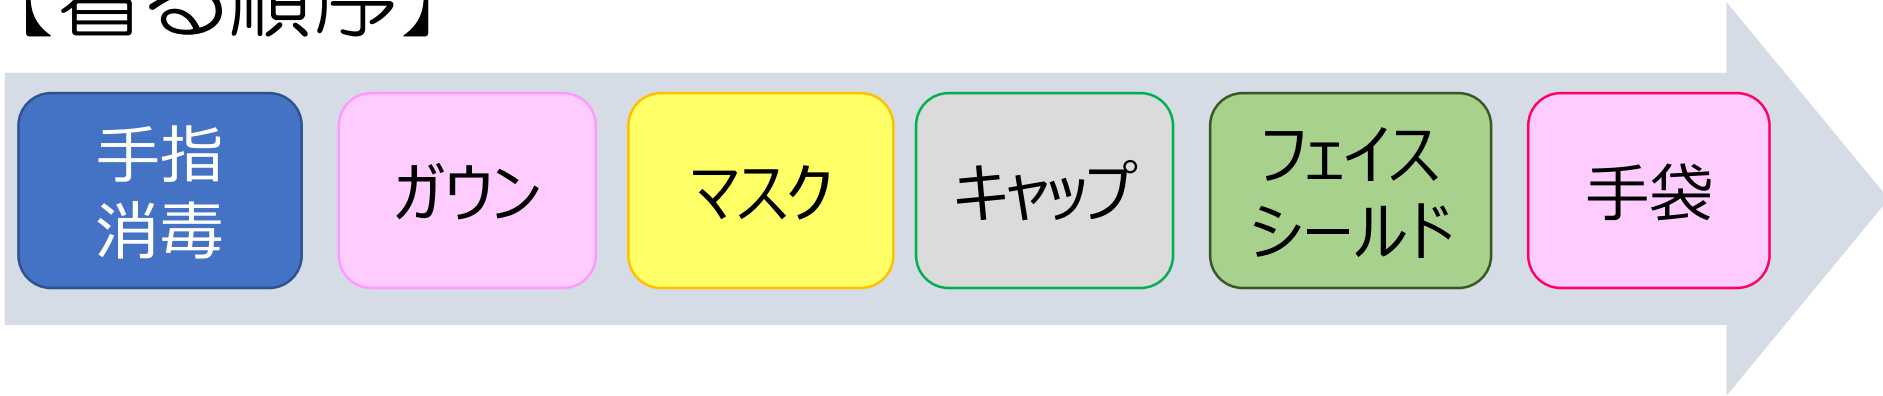 【着る順序】
手指
消毒
ガウン
マスク
キャップ
フェイス
シールド
手袋